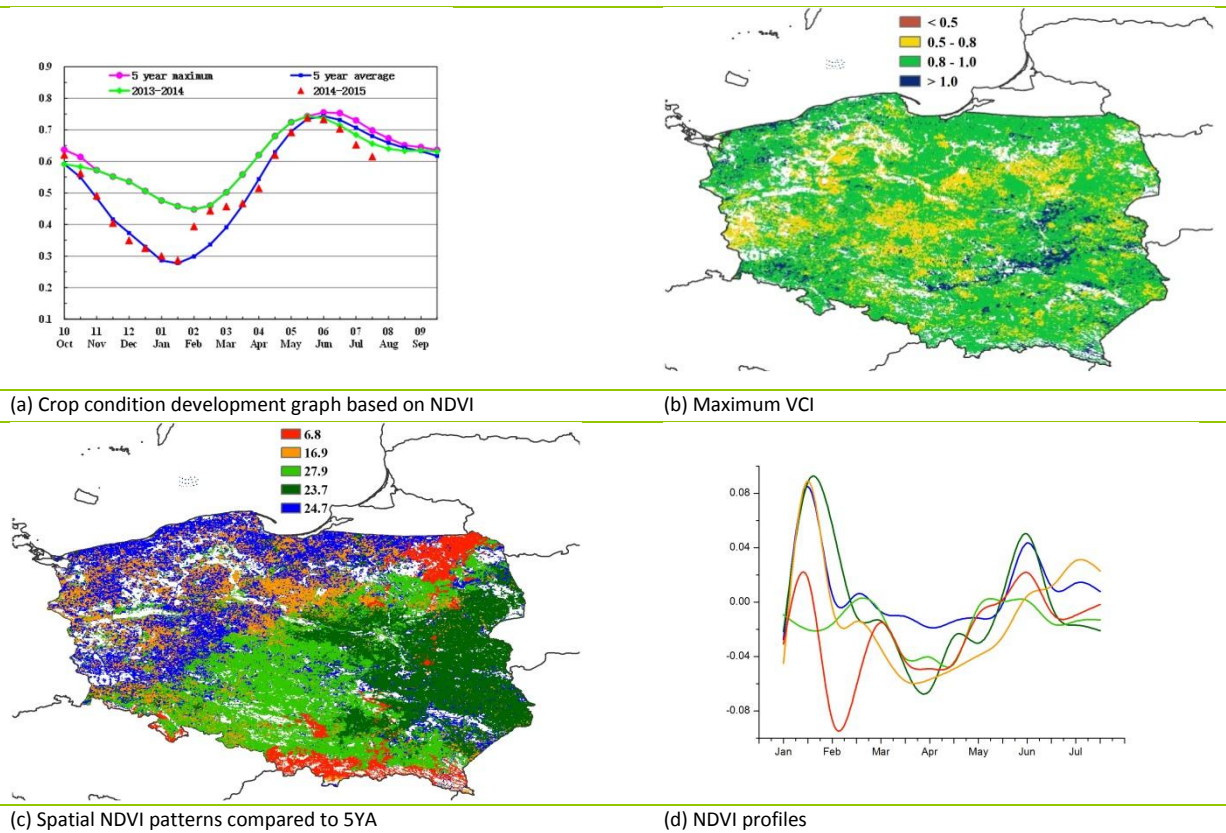 0.9
0.8
0.7
0.6
0.5
0.4
0.3
0.2
0.1
5 year maximum
5 year average
2013-2014
2014-2015
10 11 12 01 02 03 04 05 06 07 08 09
Oct Nov Dec Jan Feb Mar Apr May Jun Jul Aug Sep
< 0.5
0.5 - 0.8
0.8 - 1.0
> 1.0
(a) Crop condition development graph based on NDVI
(b) Maximum VCI
6.8
16.9
27.9
23.7
24.7
0.08
0.04
0.00
-0.04
-0.08
Jan Feb Mar Apr May Jun Jul
(c) Spatial NDVI patterns compared to 5YA
(d) NDVI profiles